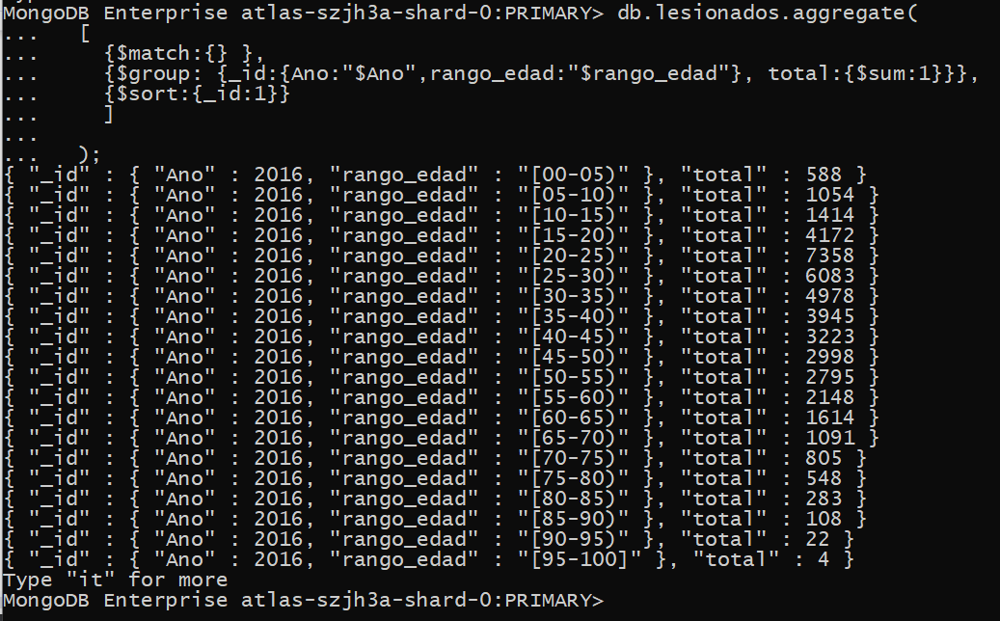 MongoDB Enterprise atlas-szjh3a-shard-0:PRIMARY> db.lesionados.aggregate(
...   [
...     {$match:{} },
...     {$group: {_id:{Ano:"$Ano",rango_edad:"$rango_edad"}, total:{$sum:1}}},
...     {$sort:{_id:1}}
...     ]
...
...   );
{ "_id" : { "Ano" : 2016, "rango_edad" : "[00-05)" }, "total" : 588 }
{ "_id" : { "Ano" : 2016, "rango_edad" : "[05-10)" }, "total" : 1054 }
{ "_id" : { "Ano" : 2016, "rango_edad" : "[10-15)" }, "total" : 1414 }
{ "_id" : { "Ano" : 2016, "rango_edad" : "[15-20)" }, "total" : 4172 }
{ "_id" : { "Ano" : 2016, "rango_edad" : "[20-25)" }, "total" : 7358 }
{ "_id" : { "Ano" : 2016, "rango_edad" : "[25-30)" }, "total" : 6083 }
{ "_id" : { "Ano" : 2016, "rango_edad" : "[30-35)" }, "total" : 4978 }
{ "_id" : { "Ano" : 2016, "rango_edad" : "[35-40)" }, "total" : 3945 }
{ "_id" : { "Ano" : 2016, "rango_edad" : "[40-45)" }, "total" : 3223 }
{ "_id" : { "Ano" : 2016, "rango_edad" : "[45-50)" }, "total" : 2998 }
{ "_id" : { "Ano" : 2016, "rango_edad" : "[50-55)" }, "total" : 2795 }
{ "_id" : { "Ano" : 2016, "rango_edad" : "[55-60)" }, "total" : 2148 }
{ "_id" : { "Ano" : 2016, "rango_edad" : "[60-65)" }, "total" : 1614 }
{ "_id" : { "Ano" : 2016, "rango_edad" : "[65-70)" }, "total" : 1091 }
{ "_id" : { "Ano" : 2016, "rango_edad" : "[70-75)" }, "total" : 805 }
{ "_id" : { "Ano" : 2016, "rango_edad" : "[75-80)" }, "total" : 548 }
{ "_id" : { "Ano" : 2016, "rango_edad" : "[80-85)" }, "total" : 283 }
{ "_id" : { "Ano" : 2016, "rango_edad" : "[85-90)" }, "total" : 108 }
{ "_id" : { "Ano" : 2016, "rango_edad" : "[90-95)" }, "total" : 22 }
{ "_id" : { "Ano" : 2016, "rango_edad" : "[95-100]" }, "total" : 4 }
Type "it" for more
MongoDB Enterprise atlas-szjh3a-shard-0:PRIMARY>